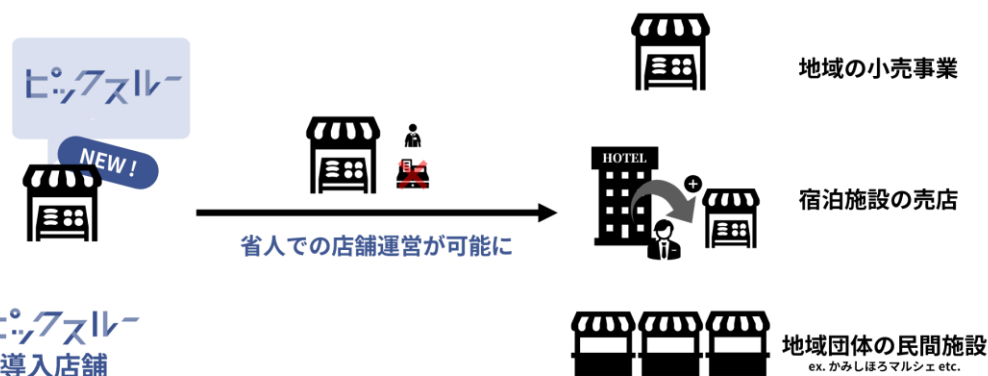 ピックスルー
NEW !
省人での店舗運営が可能に
ピックスルー
導入店舗
地域の小売事業
HOTEL
宿泊施設の売店
地域団体の民間施設
ex. かみしほろマルシェ etc.